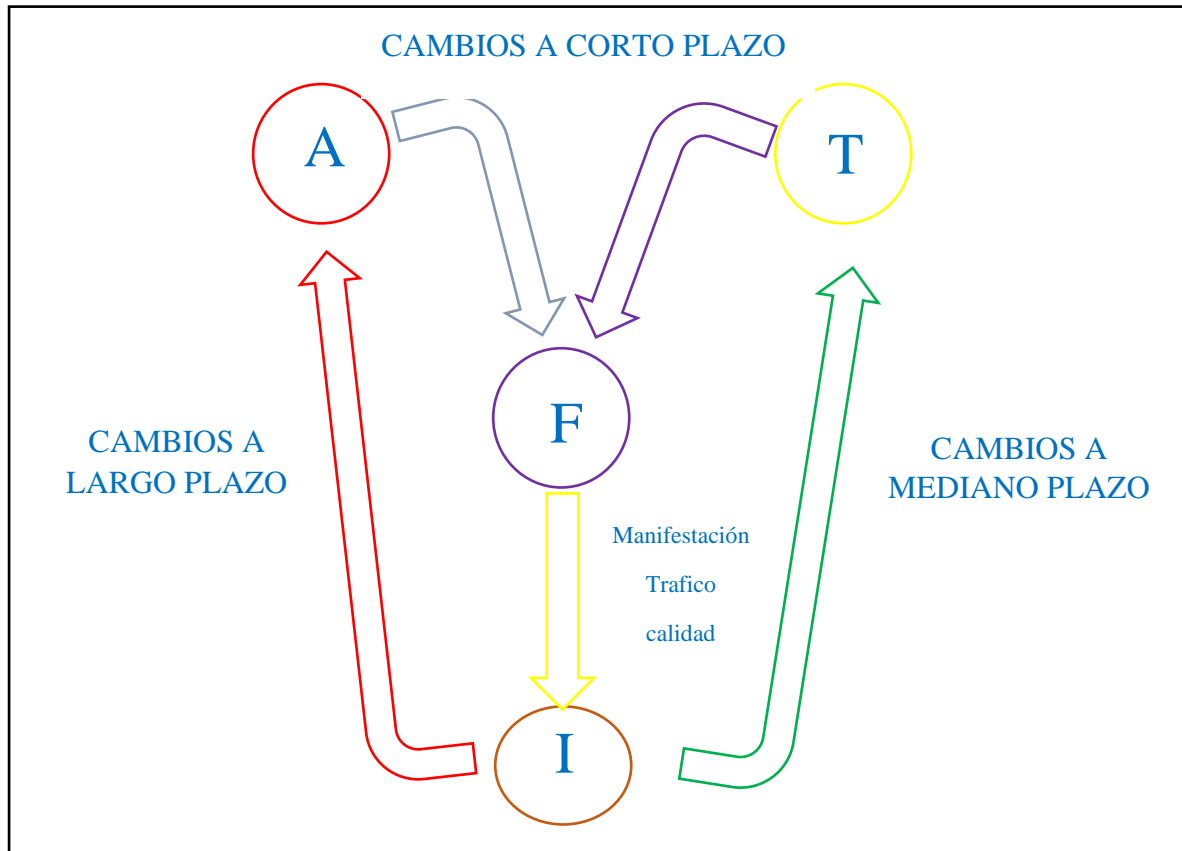 CAMBIOS A CORTO PLAZO
A
T
F
CAMBIOS A
LARGO PLAZO
CAMBIOS A
MEDIANO PLAZO
Manifestación
Trafico
calidad
I